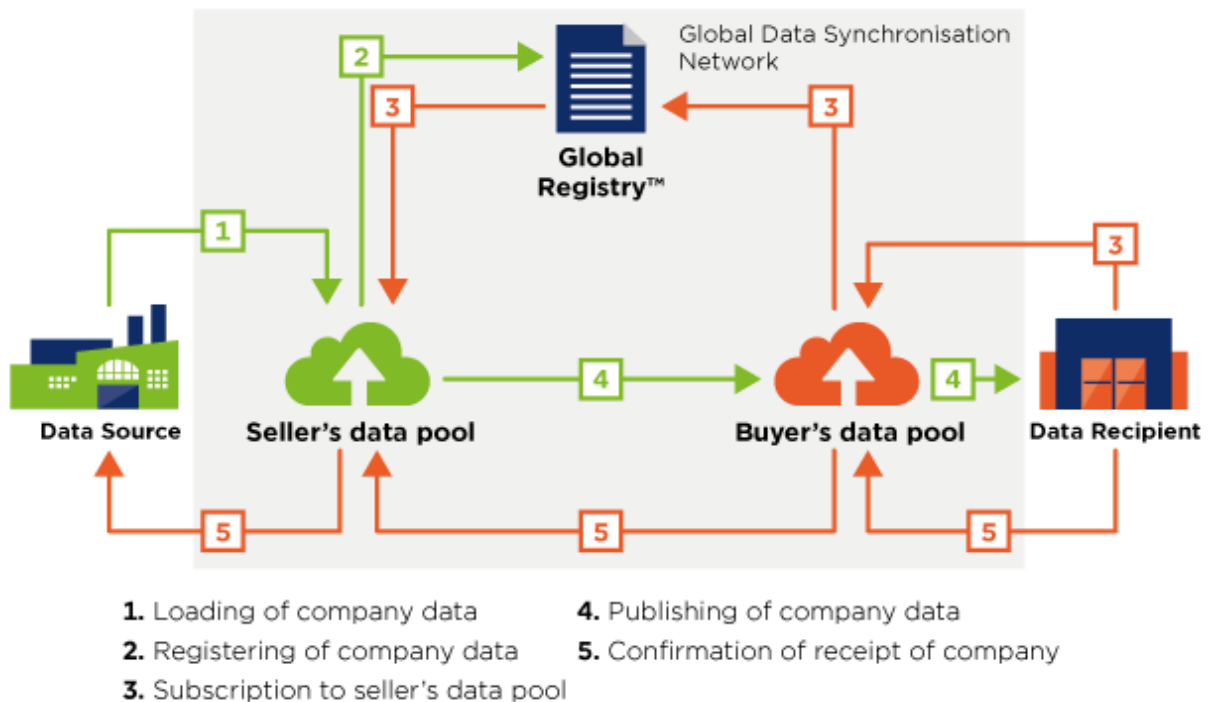 Global Data Synchronisation
Network
2
3
3
Global
Registry™
1
3
4
4
Data Source
Seller's data pool
Buyer's data pool
Data Recipient
5
5
5
1. Loading of company data
2. Registering of company data
3. Subscription to seller's data pool
4. Publishing of company data
5. Confirmation of receipt of company